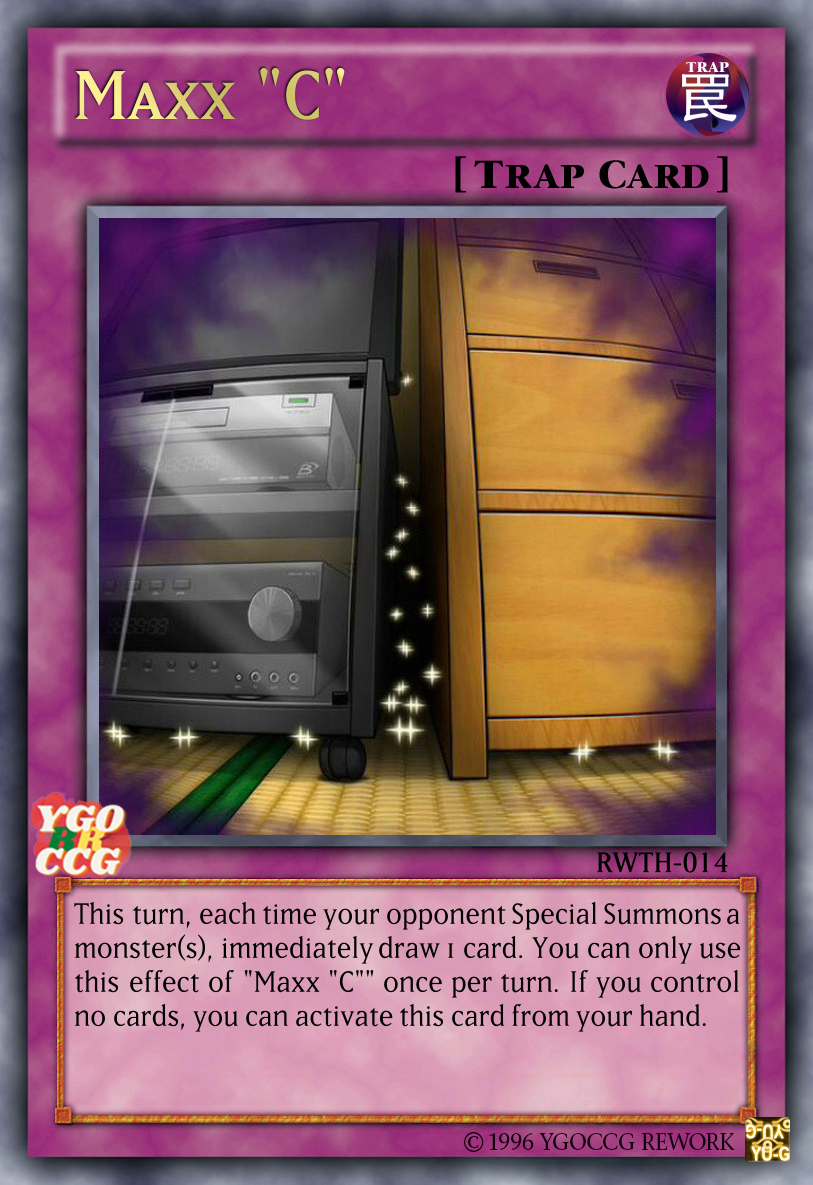 Maxx "C"
TRAP
罠
[ Trap Card ]
YGO
RR
CCG
RWTH-014
This turn, each time your opponent Special Summons a
monster(s), immediately draw 1 card. You can only use
this effect of "Maxx "C"" once per turn. If you control
no cards, you can activate this card from your hand.
© 1996 YGOCCG REWORK